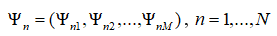 Ψn = (Ψn1, Ψn2, ..., ΨnM), n = 1,..., N